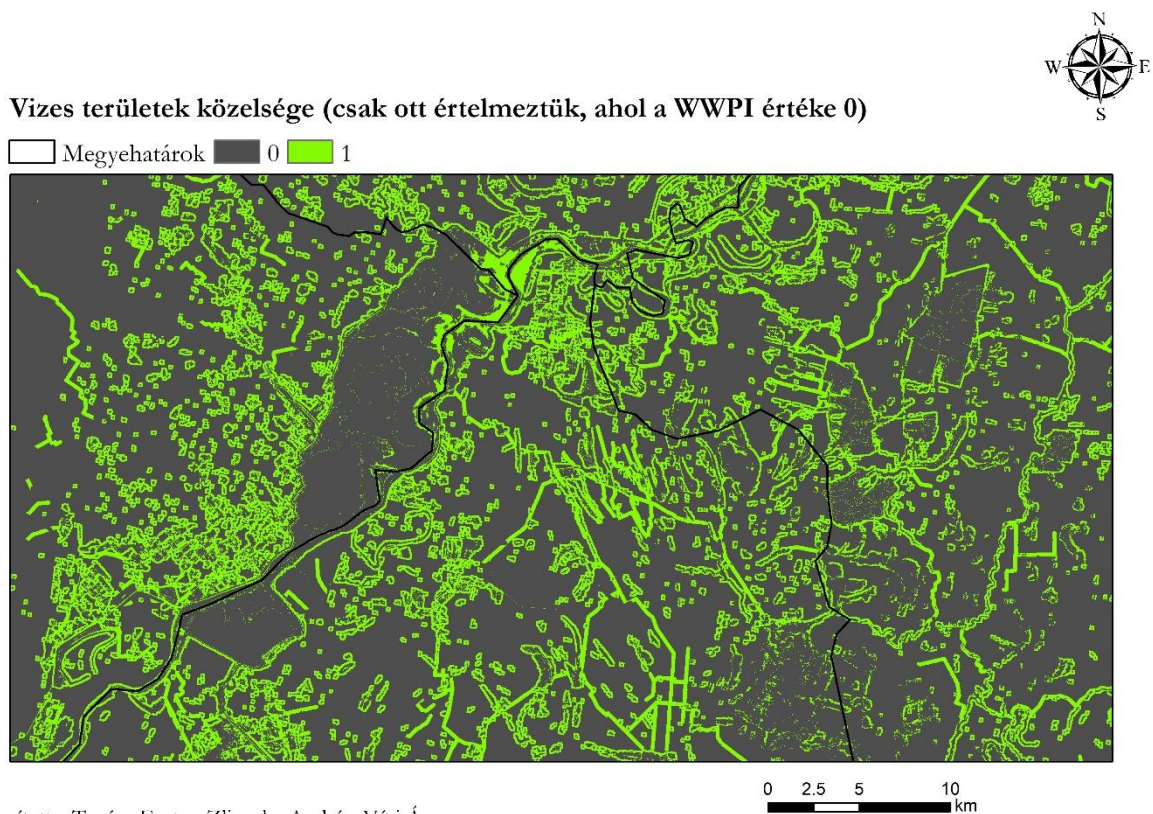 N
W E
S
Vizes területek közelsége (csak ott értelmeztük, ahol a WWPI értéke 0)
Megyehatárok 0 1
0 2.5 5 10
km